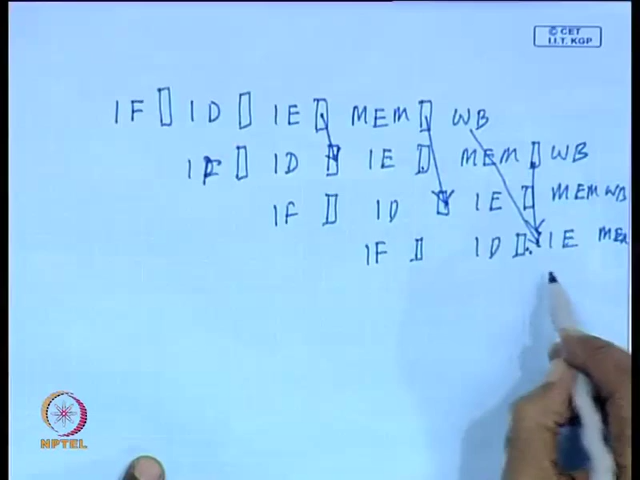 © CET
I.I.T. KGP
IF ID IE MEM WB
IF ID IE MEM WB
IF ID IE MEM WB
IF ID IE
NPTEL